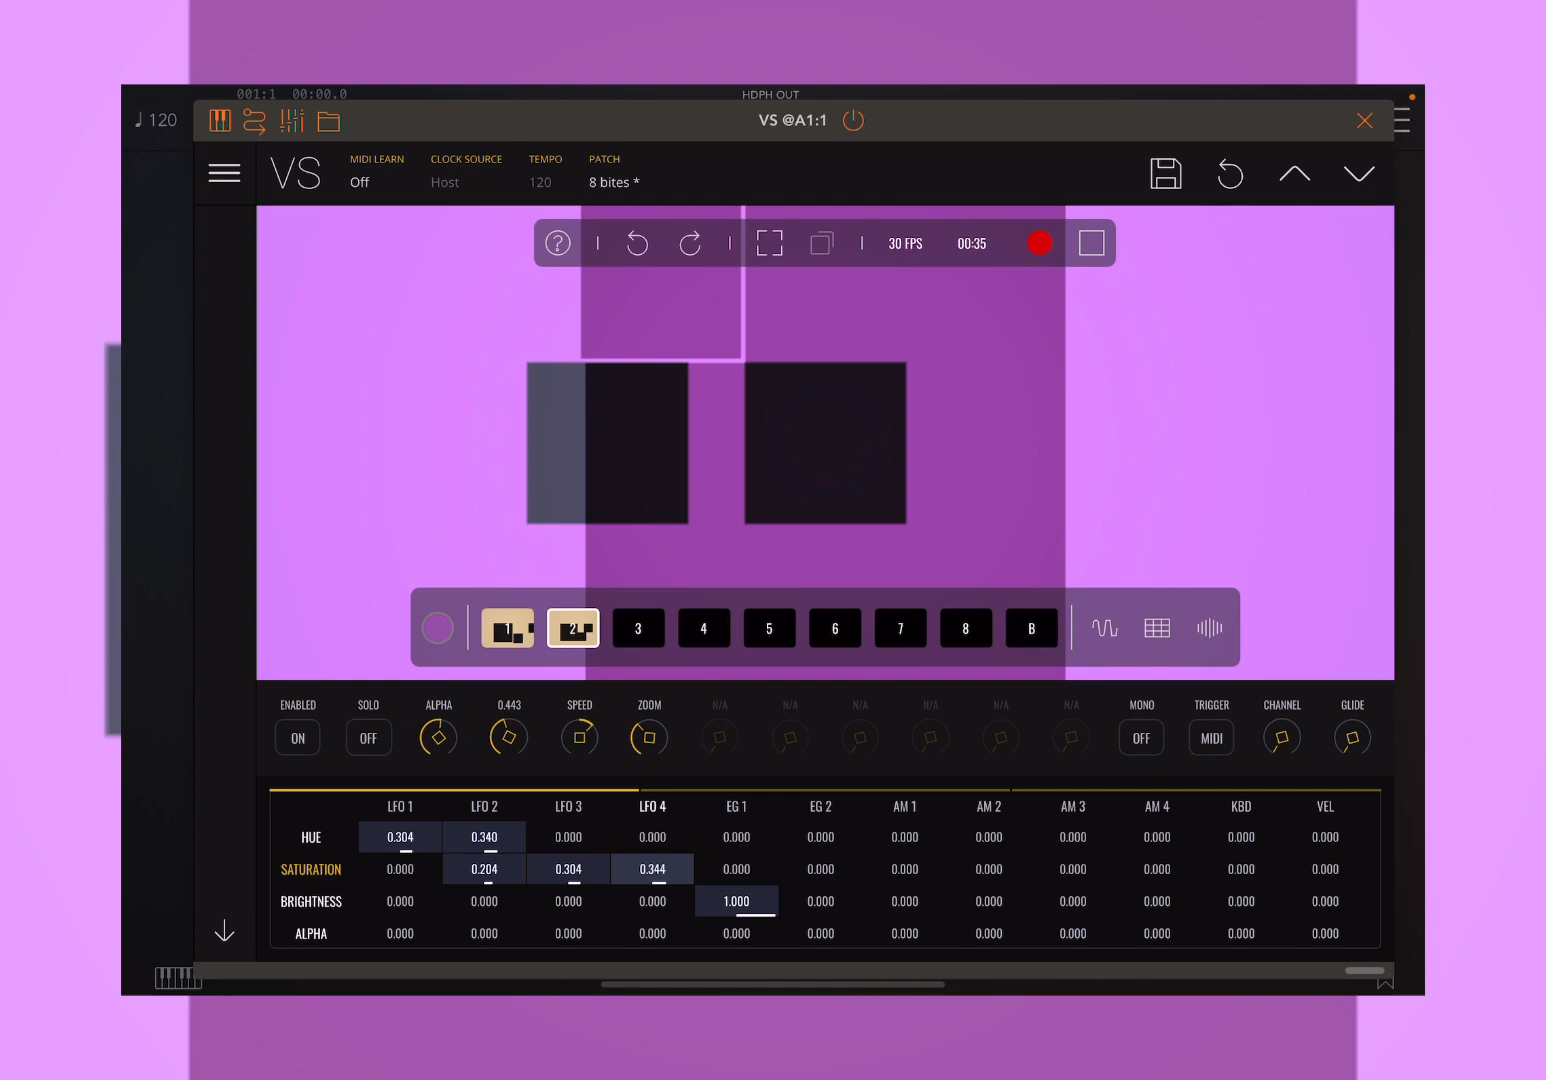 001:1 00:00.0
HDPH OUT
♩ 120
VS @A1:1
VS
MIDI LEARN
CLOCK SOURCE
TEMPO
PATCH
Off
Host
120
8 bites *
?
30 FPS
00:35
1
2
3
4
5
6
7
8
B
ENABLED SOLO ALPHA 0.443 SPEED ZOOM N/A N/A N/A N/A N/A N/A MONO TRIGGER CHANNEL GLIDE
ON OFF OFF MIDI
LFO 1 LFO 2 LFO 3 LFO 4 EG 1 EG 2 AM 1 AM 2 AM 3 AM 4 KBD VEL
HUE 0.304 0.340 0.000 0.000 0.000 0.000 0.000 0.000 0.000 0.000 0.000 0.000
SATURATION 0.000 0.204 0.304 0.344 0.000 0.000 0.000 0.000 0.000 0.000 0.000 0.000
BRIGHTNESS 0.000 0.000 0.000 0.000 1.000 0.000 0.000 0.000 0.000 0.000 0.000 0.000
ALPHA 0.000 0.000 0.000 0.000 0.000 0.000 0.000 0.000 0.000 0.000 0.000 0.000